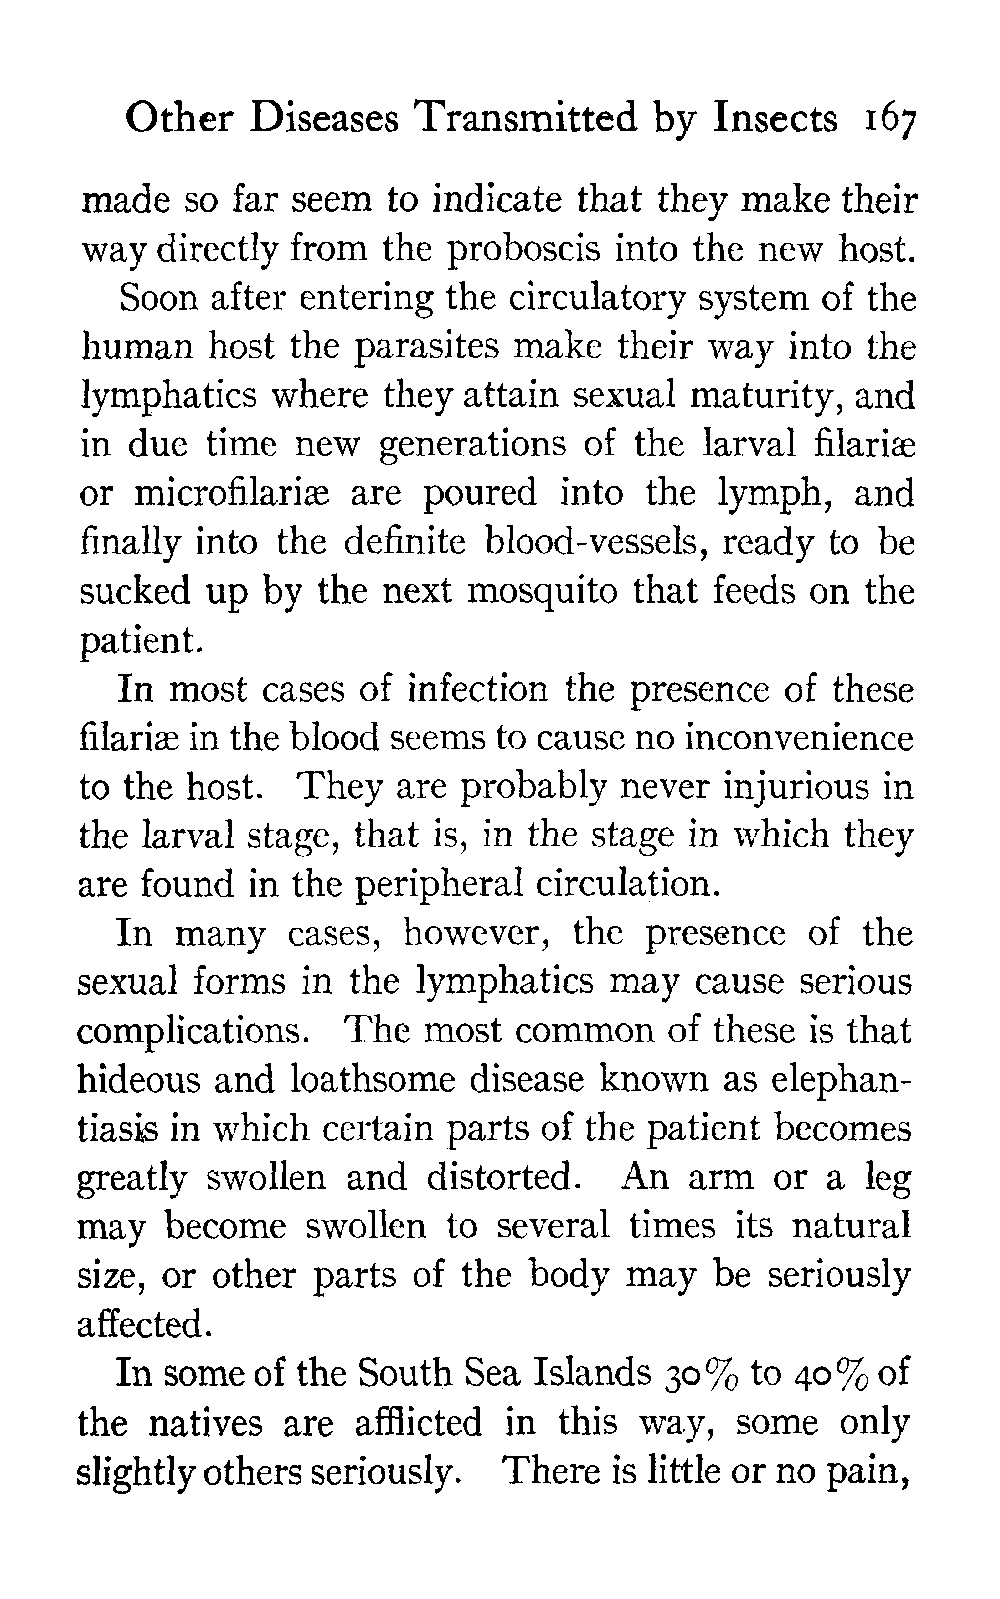 Other Diseases Transmitted by Insects 167
made so far seem to indicate that they make their
way directly from the proboscis into the new host.
Soon after entering the circulatory system of the
human host the parasites make their way into the
lymphatics where they attain sexual maturity, and
in due time new generations of the larval filariæ
or microfilariæ are poured into the lymph, and
finally into the definite blood-vessels, ready to be
sucked up by the next mosquito that feeds on the
patient.
In most cases of infection the presence of these
filariæ in the blood seems to cause no inconvenience
to the host. They are probably never injurious in
the larval stage, that is, in the stage in which they
are found in the peripheral circulation.
In many cases, however, the presence of the
sexual forms in the lymphatics may cause serious
complications. The most common of these is that
hideous and loathsome disease known as elephan-
tiasis in which certain parts of the patient becomes
greatly swollen and distorted. An arm or a leg
may become swollen to several times its natural
size, or other parts of the body may be seriously
affected.
In some of the South Sea Islands 30% to 40% of
the natives are afflicted in this way, some only
slightly others seriously. There is little or no pain,